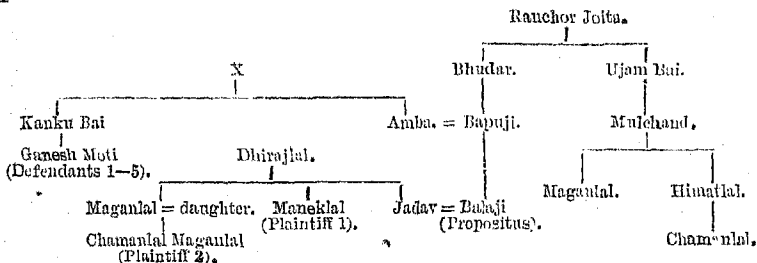 Ranchor Joita.
X Bhudar. Ujam Bai.
Kanku Bai Amba. = Bapuji. Mulchand.
Ganesh Moti Dhirajlal.
(Defendants 1—5).
Maganlal. Himatlal.
Maganlal = daughter. Maneklal Jadav = Balaji
(Plaintiff 1). (Propositus).
Chamanlal Maganlal Chamanlal.
(Plaintiff 2).